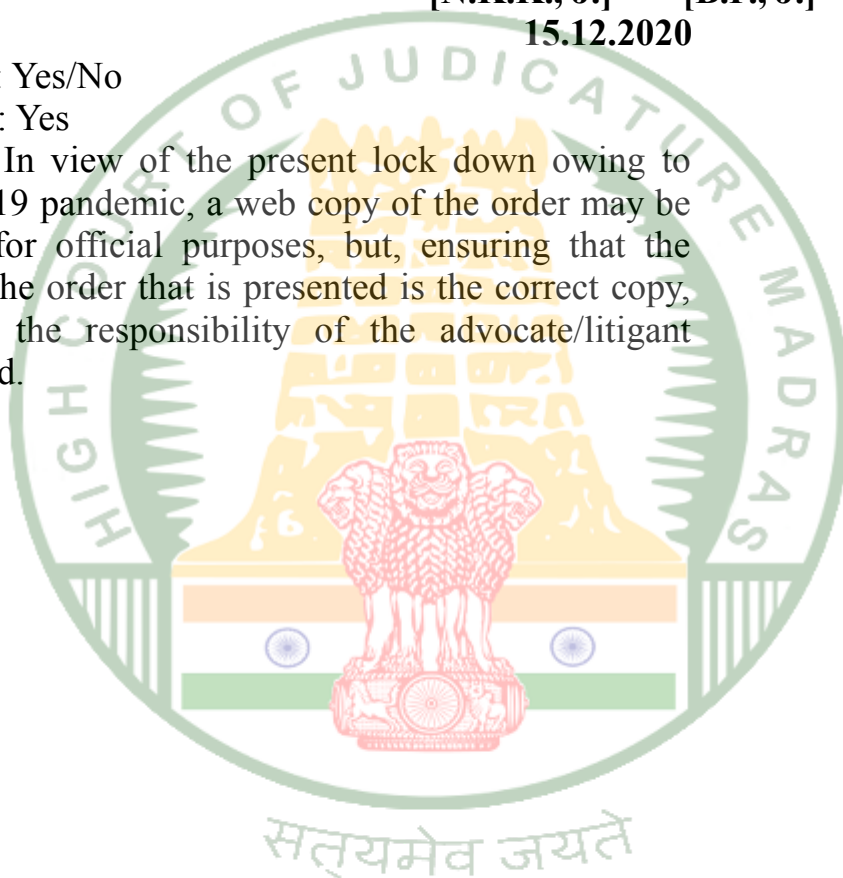 15.12.2020
: Yes/No
: Yes
In view of the present lock down owing to
19 pandemic, a web copy of the order may be
for official purposes, but, ensuring that the
he order that is presented is the correct copy,
the responsibility of the advocate/litigant
d.
HIGH COURT OF JUDICATURE MADRAS
सत्यमेव जयते